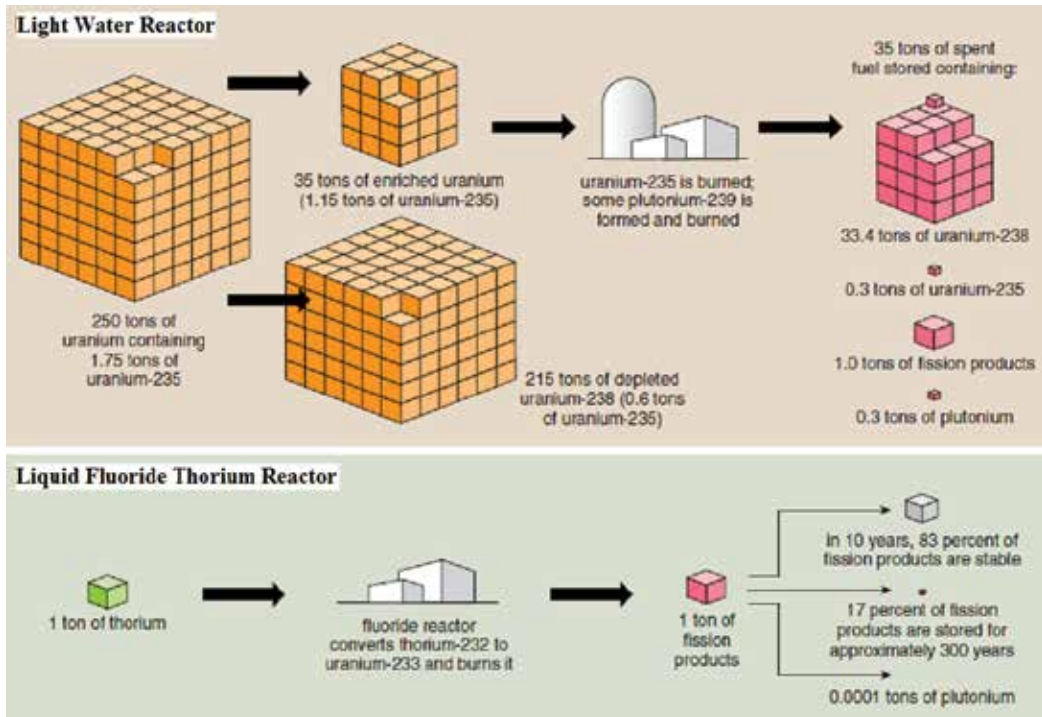 Light Water Reactor
250 tons of
uranium containing
1.75 tons of
uranium-235
35 tons of enriched uranium
(1.15 tons of uranium-235)
215 tons of depleted
uranium-238 (0.6 tons
of uranium-235)
uranium-235 is burned;
some plutonium-239 is
formed and burned
35 tons of spent
fuel stored containing:
33.4 tons of uranium-238
0.3 tons of uranium-235
1.0 tons of fission products
0.3 tons of plutonium
Liquid Fluoride Thorium Reactor
1 ton of thorium
fluoride reactor
converts thorium-232 to
uranium-233 and burns it
1 ton of
fission
products
in 10 years, 83 percent of
fission products are stable
17 percent of fission
products are stored for
approximately 300 years
0.0001 tons of plutonium